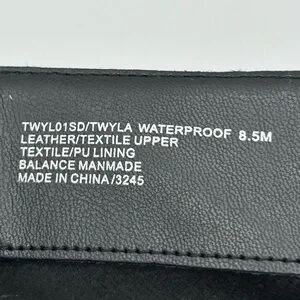 TWYL01SD/TWYLA WATERPROOF 8.5M
LEATHER/TEXTILE UPPER
TEXTILE/PU LINING
BALANCE MANMADE
MADE IN CHINA/3245